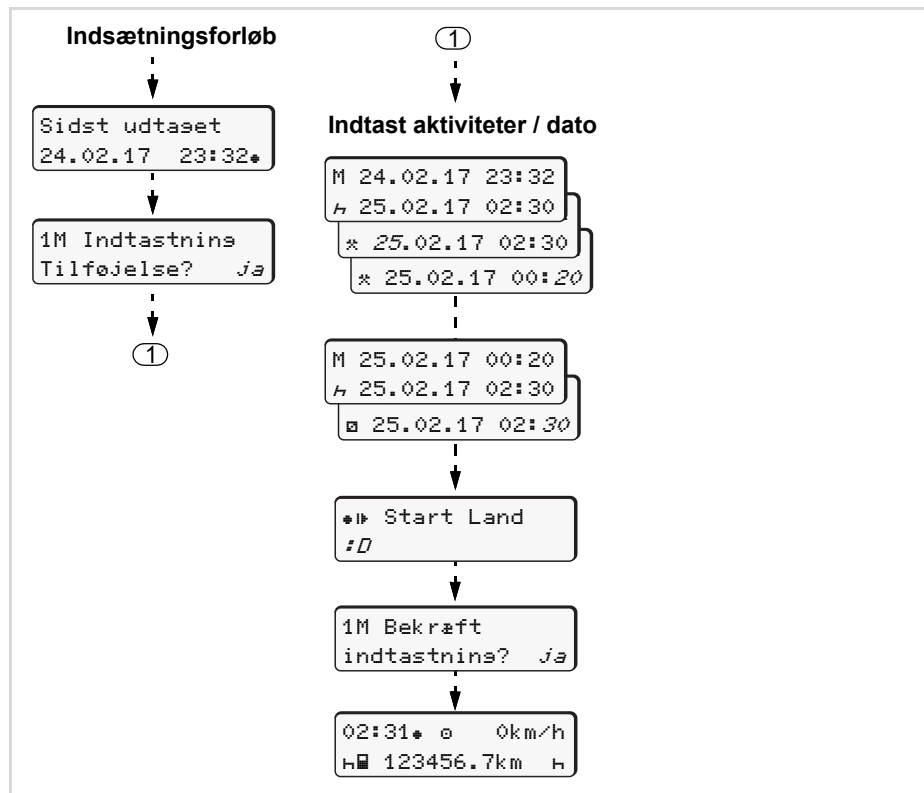 Indsætningsforløb
Sidst udtaget
24.02.17 23:32
1M Indtastning
Tilføjelse? ja
1
1
Indtast aktiviteter / dato
M 24.02.17 23:32
25.02.17 02:30
25.02.17 02:30
25.02.17 00:20
M 25.02.17 00:20
25.02.17 02:30
25.02.17 02:30
Start Land
:D
1M Bekræft
indtastning? ja
02:31 0km/h
123456.7km